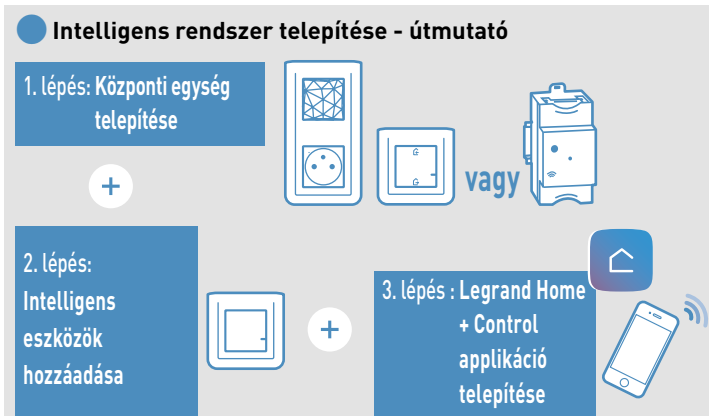 Intelligens rendszer telepítése - útmutató
1. lépés: Központi egység
telepítése
+
vagy
2. lépés:
Intelligens
eszközök
hozzáadása
+
3. lépés : Legrand Home
+ Control
applikáció
telepítése